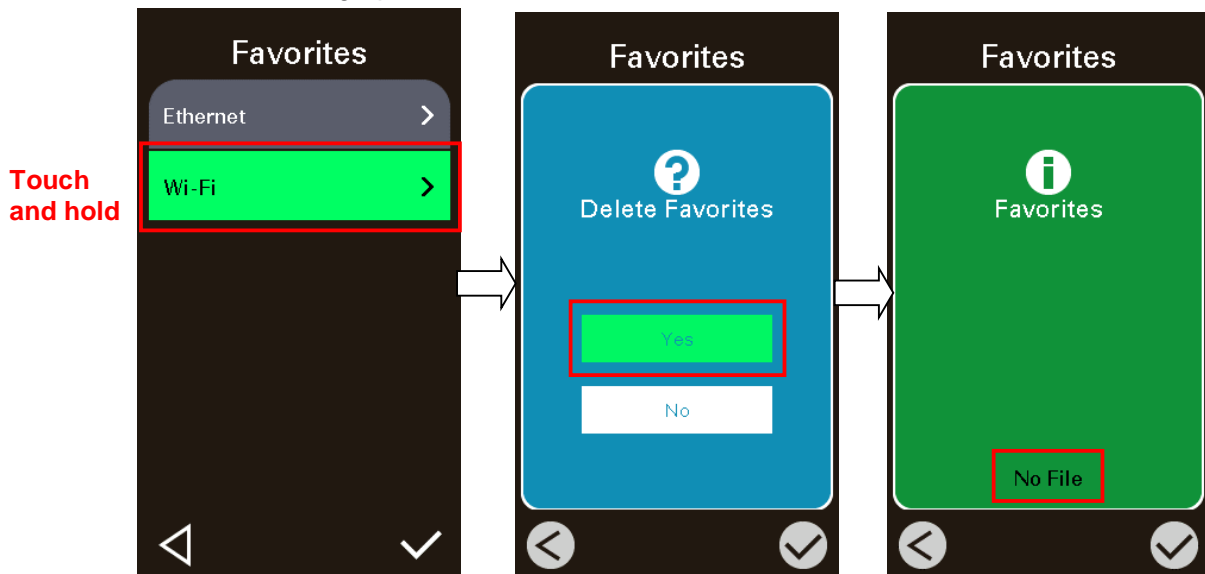 Favorites
Ethernet
Wi-Fi
Touch
and hold
Favorites
Delete Favorites
Yes
No
Favorites
Favorites
No File